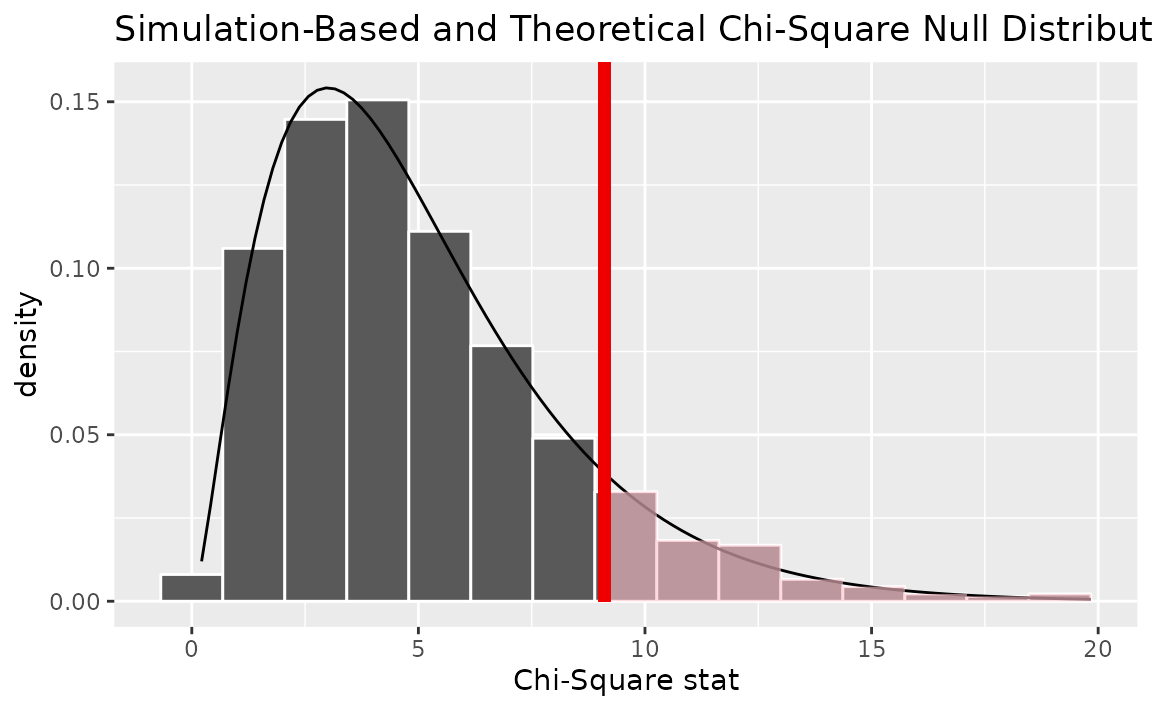 Simulation-Based and Theoretical Chi-Square Null Distribut
0.15
0.10
0.05
0.00
density
0 5 10 15 20
Chi-Square stat